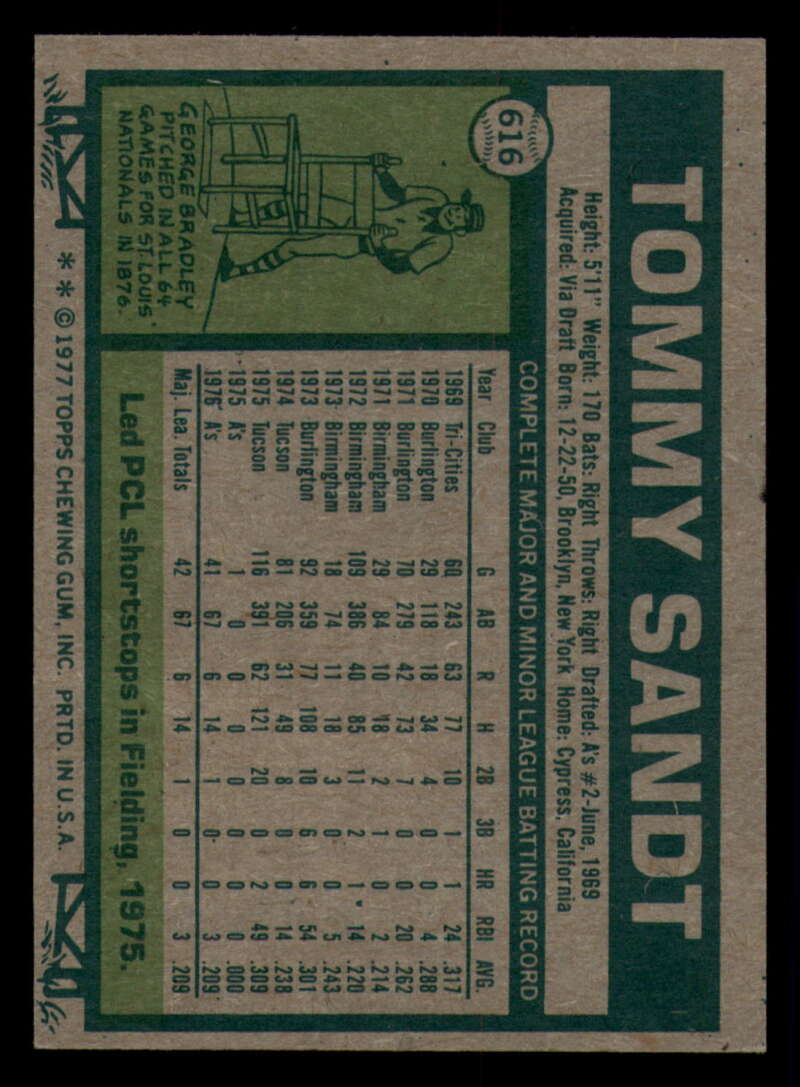 616
TOMMY SANDT
Height: 5'11" Weight: 170 Bats: Right Throws: Right Drafted: A's #2-June, 1969
Acquired: Via Draft Born: 12-22-50, Brooklyn, New York Home: Cypress, California
COMPLETE MAJOR AND MINOR LEAGUE BATTING RECORD
Year Club G AB R H 2B 3B HR RBI AVG.
1969 Tri-Cities 60 243 63 77 10 1 1 24 .317
1970 Burlington 29 118 18 34 4 0 0 4 .288
1971 Burlington 70 279 42 73 7 0 0 20 .262
1971 Birmingham 29 84 10 18 2 1 0 2 .214
1972 Birmingham 109 386 40 85 11 2 1 14 .220
1973 Birmingham 18 74 11 18 3 0 0 5 .243
1973 Burlington 92 359 77 108 10 6 6 54 .301
1974 Tucson 81 206 31 49 8 0 0 14 .238
1975 Tucson 116 391 62 121 20 0 2 49 .309
1975 A's 1 0 0 0 0 0 0 0 .000
1976 A's 41 67 6 14 1 0 0 3 .209
Maj. Lea. Totals 42 67 6 14 1 0 0 3 .209
GEORGE BRADLEY
PITCHED IN ALL 64
GAMES FOR ST. LOUIS
NATIONALS IN 1876.
Led PCL shortstops in Fielding, 1975.
** ©1977 TOPPS CHEWING GUM, INC. PRTD. IN U.S.A.